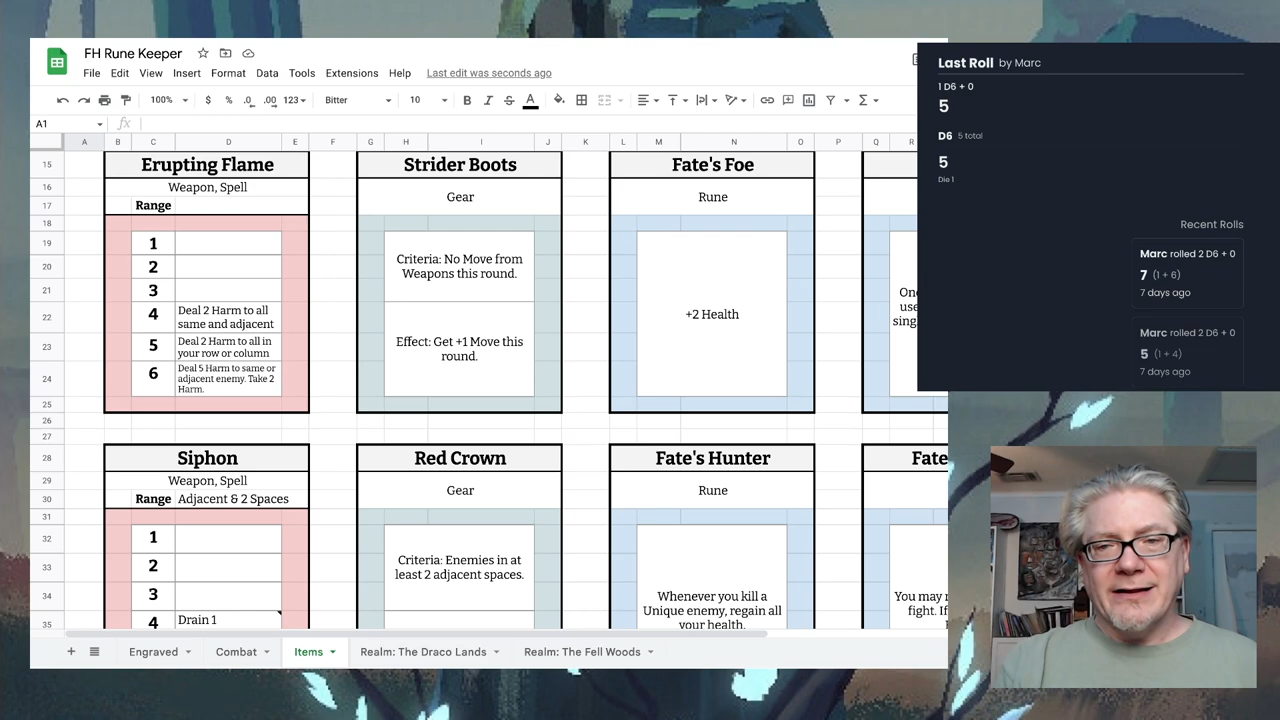 FH Rune Keeper
File Edit View Insert Format Data Tools Extensions Help Last edit was seconds ago
100% $ % .0 .00 123 Bitter 10 B I S A
A1 fx
A B C D E F G H I J K L M N P Q R
15 Erupting Flame Strider Boots Fate's Foe
16 Weapon, Spell Gear Rune
17 Range
18
19 1 Criteria: No Move from
20 2 Weapons this round.
21 3
22 4 Deal 2 Harm to all
same and adjacent
+2 Health
23 5 Deal 2 Harm to all in
your row or column
Effect: Get +1 Move this
round.
24 6 Deal 5 Harm to same or
adjacent enemy. Take 2
Harm.
25
26
27
28 Siphon Red Crown Fate's Hunter Fate
29 Weapon, Spell Gear Rune
30 Range Adjacent & 2 Spaces
31
32 1
33 2 Criteria: Enemies in at
least 2 adjacent spaces.
34 3 Whenever you kill a
Unique enemy, regain all
your health.
You may
fight. If
35 4 Drain 1
use
sing
+ Engraved Combat Items Realm: The Draco Lands Realm: The Fell Woods
Last Roll by Marc
1 D6 + 0
5
D6 5 total
5
Die 1
Recent Rolls
Marc rolled 2 D6 + 0
7 (1 + 6)
7 days ago
Marc rolled 2 D6 + 0
5 (1 + 4)
7 days ago